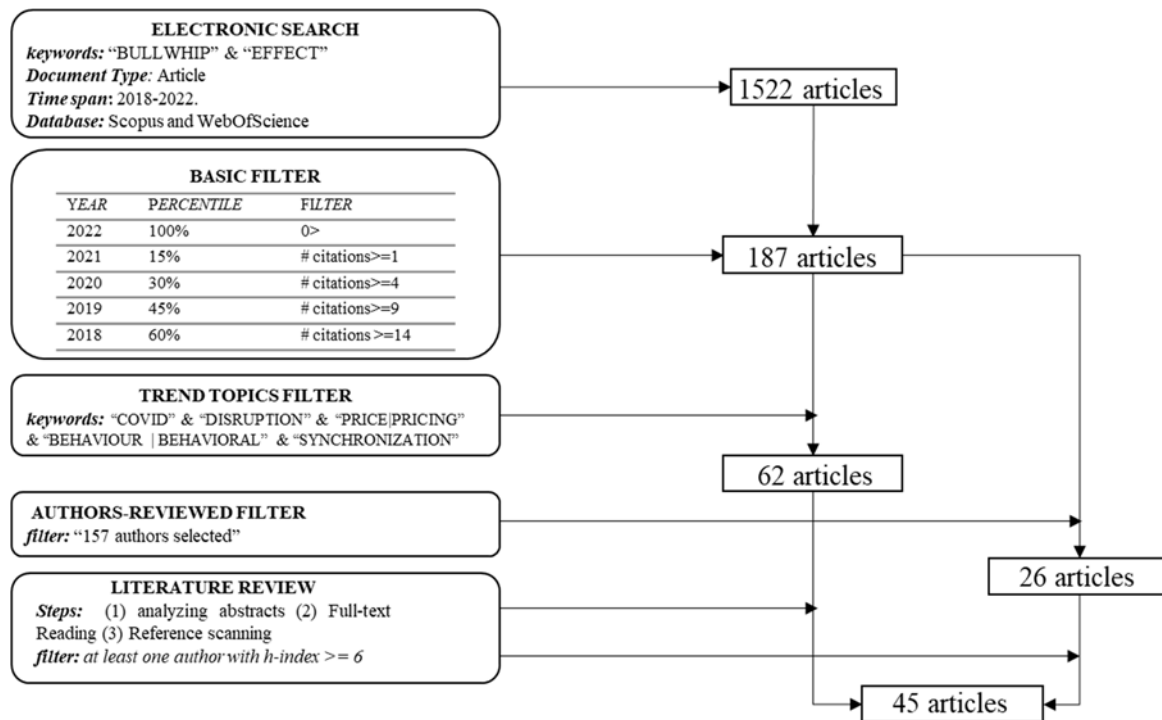 ELECTRONIC SEARCH
keywords: “BULLWHIP” & “EFFECT”
Document Type: Article
Time span: 2018-2022.
Database: Scopus and WebOfScience
1522 articles
BASIC FILTER
YEAR PERCENTILE FILTER
2022 100% 0>
2021 15% # citations>=1
2020 30% # citations>=4
2019 45% # citations>=9
2018 60% # citations >=14
187 articles
TREND TOPICS FILTER
keywords: “COVID” & “DISRUPTION” & “PRICE|PRICING”
& “BEHAVIOUR | BEHAVIORAL” & “SYNCHRONIZATION”
62 articles
AUTHORS-REVIEWED FILTER
filter: “157 authors selected”
26 articles
LITERATURE REVIEW
Steps: (1) analyzing abstracts (2) Full-text
Reading (3) Reference scanning
filter: at least one author with h-index >= 6
45 articles